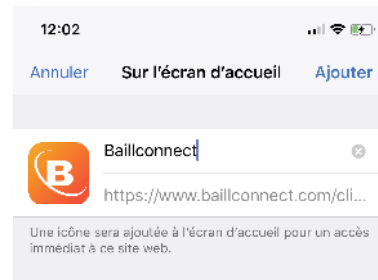 12:02
Annuler Sur l'écran d'accueil Ajouter
Baillconnect
B
https://www.baillconnect.com/cli...
Une icône sera ajoutée à l'écran d'accueil pour un accès
immédiat à ce site web.